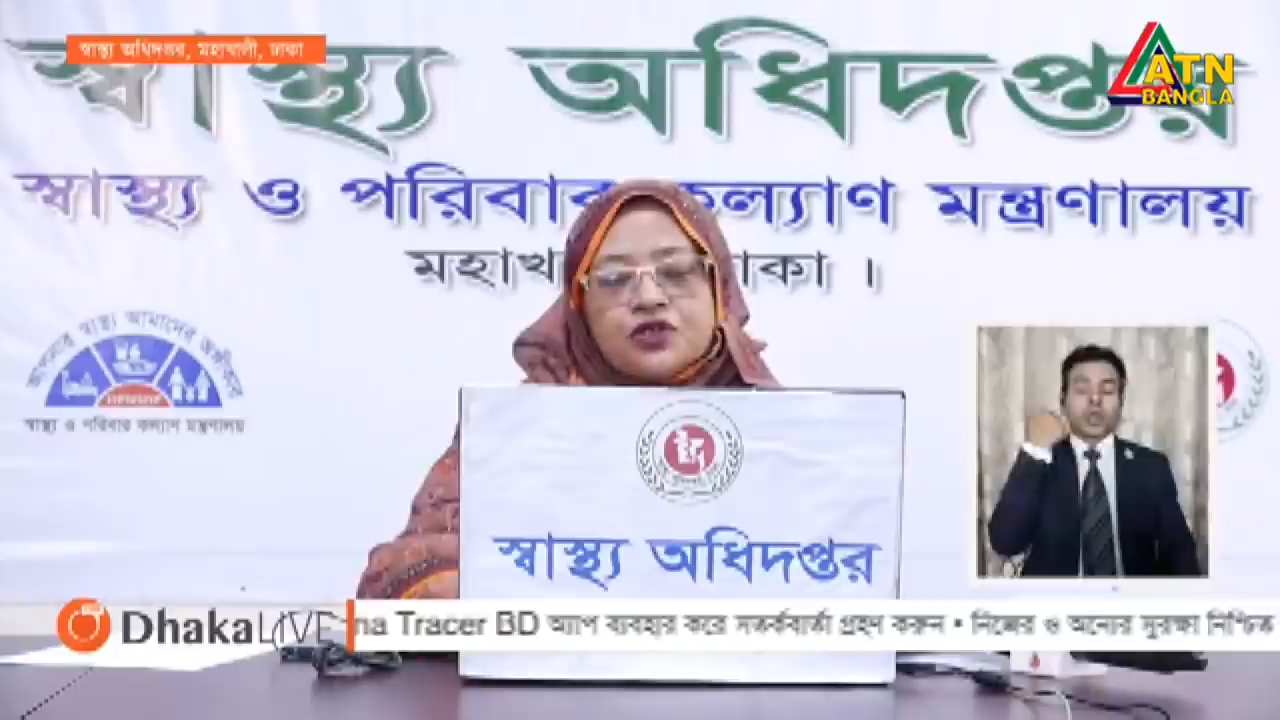 স্বাস্থ্য অধিদপ্তর, মহাখালী, ঢাকা
ATN
BANGLA
স্বাস্থ্য অধিদপ্তর
স্বাস্থ্য ও পরিবার কল্যাণ মন্ত্রণালয়
স্বাস্থ্য ও পরিবার কল্যাণ মন্ত্রণালয়
স্বাস্থ্য অধিদপ্তর
DhakaLIVE
Tracer BD অ্যাপ ব্যবহার করে সতর্কবার্তা গ্রহণ করুন • নিজের ও অন্যের সুরক্ষা নিশ্চিত